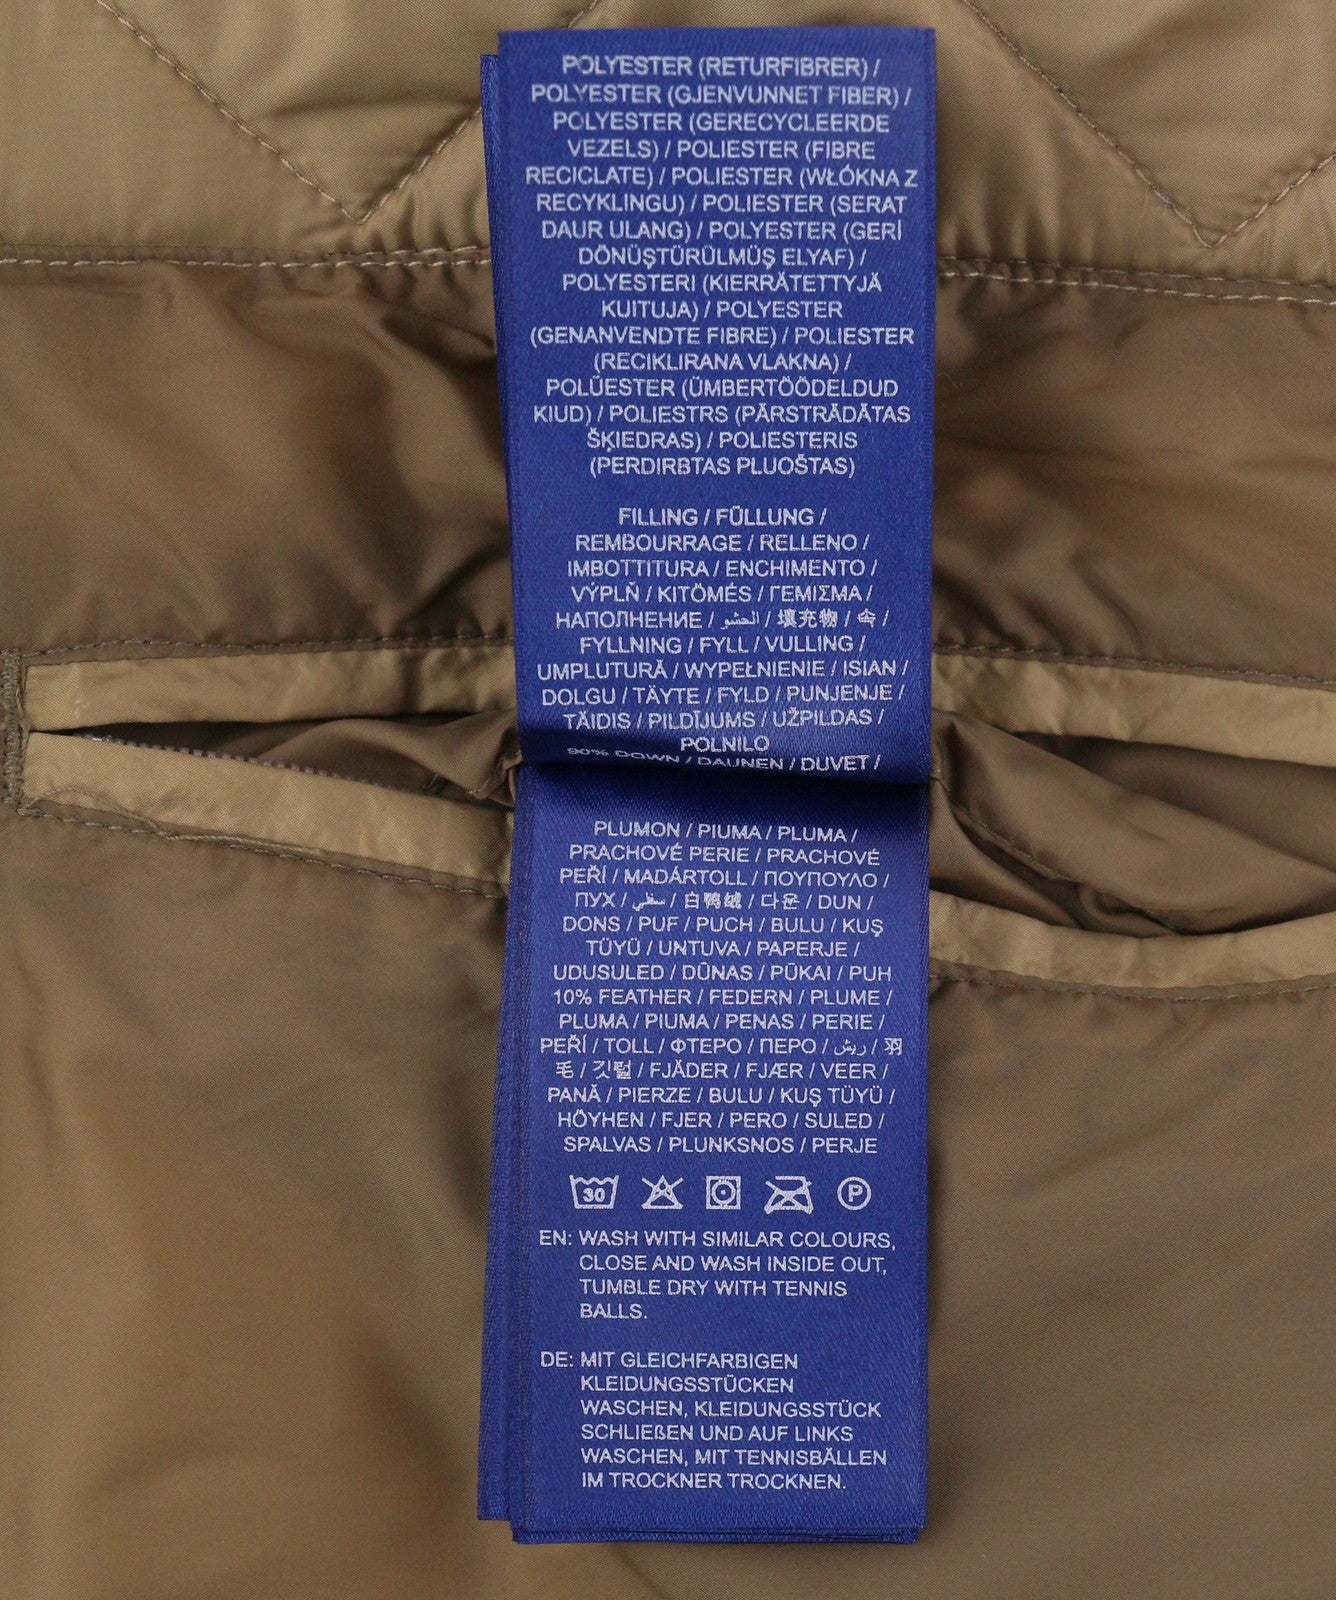 POLYESTER (RETURFIBRER) /
POLYESTER (GJENVUNNET FIBER) /
POLYESTER (GERECYCLEERDE
VEZELS) / POLIESTER (FIBRE
RECICLATE) / POLIESTER (WŁÓKNA Z
RECYKLINGU) / POLIESTER (SERAT
DAUR ULANG) / POLYESTER (GERİ
DÖNÜŞTÜRÜLMÜŞ ELYAF) /
POLYESTERI (KIERRÄTETTYJÄ
KUITUJA) / POLYESTER
(GENANVENDTE FIBRE) / POLIESTER
(RECIKLIRANA VLAKNA) /
POLÜESTER (ÜMBERTÖÖDELDUD
KIUD) / POLIESTRS (PĀRSTRĀDĀTAS
ŠĶIEDRAS) / POLIESTERIS
(PERDIRBTAS PLUOŠTAS)
FILLING / FÜLLUNG /
REMBOURRAGE / RELLENO /
IMBOTTITURA / ENCHIMENTO /
VÝPLŇ / KITÖMÉS / ΓΕΜΙΣΜΑ /
НАПОЛНЕНИЕ / الحشو / 填充物 / 속 /
FYLLNING / FYLL / VULLING /
UMPLUTURĂ / WYPEŁNIENIE / ISIAN /
DOLGU / TÄYTE / FYLD / PUNJENJE /
TÄIDIS / PILDĪJUMS / UŽPILDAS /
POLNILO
90% DOWN / DAUNEN / DUVET /
PLUMON / PIUMA / PLUMA /
PRACHOVÉ PERIE / PRACHOVÉ
PEŘÍ / MADÁRTOLL / ΠΟΥΠΟΥΛΟ /
ПУХ / سفلي / 白鸭绒 / 다운 / DUN /
DONS / PUF / PUCH / BULU / KUŞ
TÜYÜ / UNTUVA / PAPERJE /
UDUSULED / DŪNAS / PŪKAI / PUH
10% FEATHER / FEDERN / PLUME /
PLUMA / PIUMA / PENAS / PERIE /
PEŘÍ / TOLL / ΦΤΕΡΟ / ПЕРО / ريش / 羽
毛 / 깃털 / FJÄDER / FJÆR / VEER /
PANĂ / PIERZE / BULU / KUŞ TÜYÜ /
HÖYHEN / FJER / PERO / SULED /
SPALVAS / PLUNKSNOS / PERJE
30 P
EN: WASH WITH SIMILAR COLOURS,
CLOSE AND WASH INSIDE OUT,
TUMBLE DRY WITH TENNIS
BALLS.
DE: MIT GLEICHFARBIGEN
KLEIDUNGSSTÜCKEN
WASCHEN, KLEIDUNGSSTÜCK
SCHLIEßEN UND AUF LINKS
WASCHEN, MIT TENNISBÄLLEN
IM TROCKNER TROCKNEN.